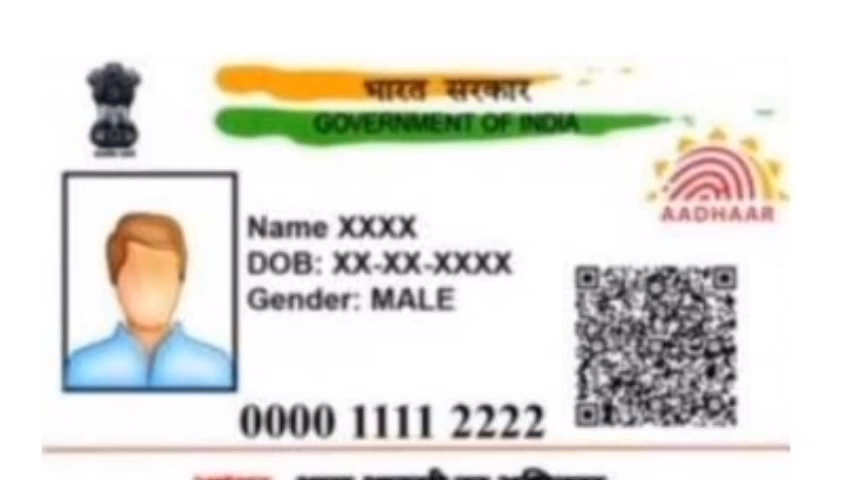 भारत सरकार
GOVERNMENT OF INDIA
AADHAAR
Name XXXX
DOB: XX-XX-XXXX
Gender: MALE
0000 1111 2222